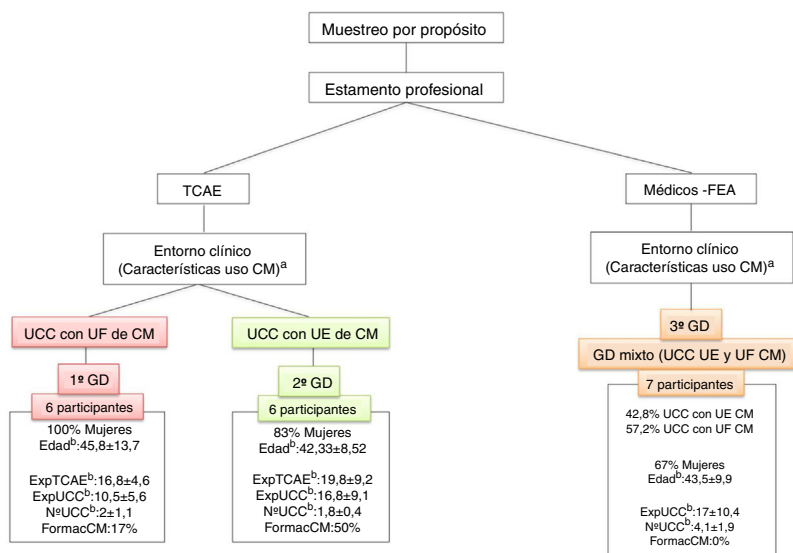 Muestreo por propósito
Estamento profesional
TCAE
Médicos -FEA
Entorno clínico
(Características uso CM)a
Entorno clínico
(Características uso CM)a
UCC con UF de CM
UCC con UE de CM
3º GD
GD mixto (UCC UE y UF CM)
1º GD
2º GD
7 participantes
6 participantes
100% Mujeres
Edadb:45,8±13,7
ExpTCAEb:16,8±4,6
ExpUCCb:10,5±5,6
NºUCCb:2±1,1
FormacCM:17%
6 participantes
83% Mujeres
Edadb:42,33±8,52
ExpTCAEb:19,8±9,2
ExpUCCb:16,8±9,1
NºUCCb:1,8±0,4
FormacCM:50%
42,8% UCC con UE CM
57,2% UCC con UF CM
67% Mujeres
Edadb:43,5±9,9
ExpUCCb:17±10,4
NºUCCb:4,1±1,9
FormacCM:0%